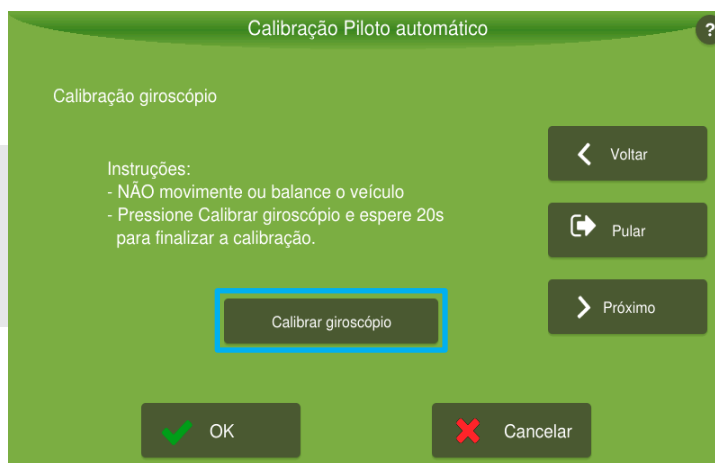 Calibração Piloto automático
?
Calibração giroscópio
Instruções:
- NÃO movimente ou balance o veículo
- Pressione Calibrar giroscópio e espere 20s
para finalizar a calibração.
Voltar
Pular
Próximo
Calibrar giroscópio
OK
Cancelar